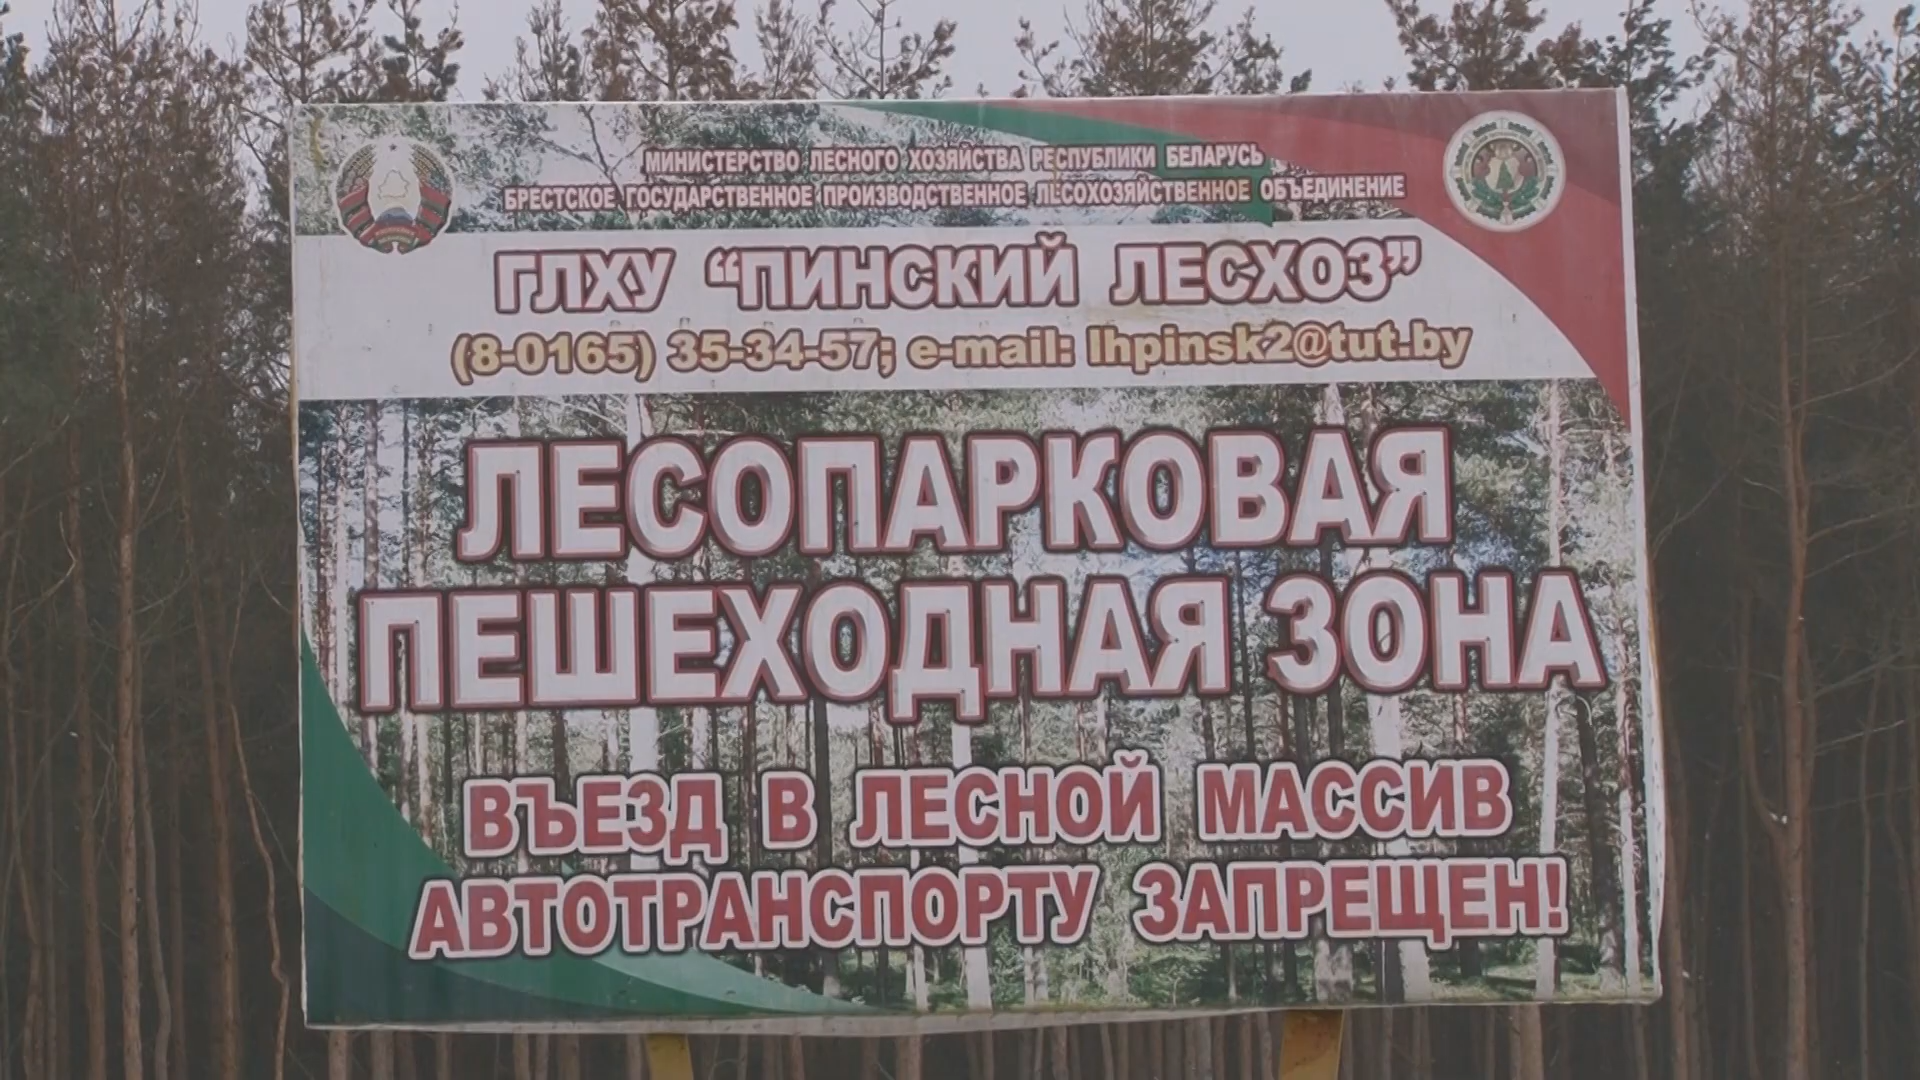 МИНИСТЕРСТВО ЛЕСНОГО ХОЗЯЙСТВА РЕСПУБЛИКИ БЕЛАРУСЬ
БРЕСТСКОЕ ГОСУДАРСТВЕННОЕ ПРОИЗВОДСТВЕННОЕ ЛЕСОХОЗЯЙСТВЕННОЕ ОБЪЕДИНЕНИЕ
ГЛХУ “ПИНСКИЙ ЛЕСХОЗ”
(8-0165) 35-34-57; e-mail: lhpinsk2@tut.by
ЛЕСОПАРКОВАЯ
ПЕШЕХОДНАЯ ЗОНА
ВЪЕЗД В ЛЕСНОЙ МАССИВ
АВТОТРАНСПОРТУ ЗАПРЕЩЕН!